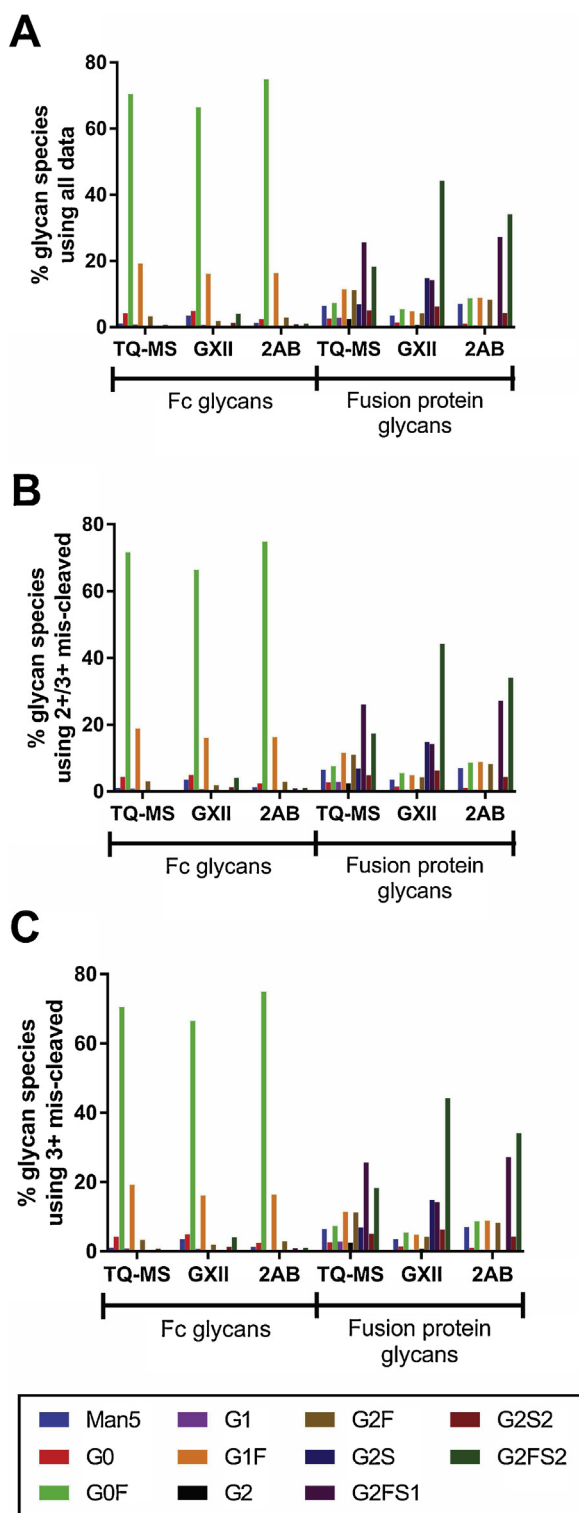 A
% glycan species
using all data
80
60
40
20
0
TQ-MS GXII 2AB TQ-MS GXII 2AB
Fc glycans Fusion protein
glycans
B
% glycan species
using 2+/3+ mis-cleaved
80
60
40
20
0
TQ-MS GXII 2AB TQ-MS GXII 2AB
Fc glycans Fusion protein
glycans
C
% glycan species
using 3+ mis-cleaved
80
60
40
20
0
TQ-MS GXII 2AB TQ-MS GXII 2AB
Fc glycans Fusion protein
glycans
Man5 G1 G2F G2S2
G0 G1F G2S G2FS2
G0F G2 G2FS1